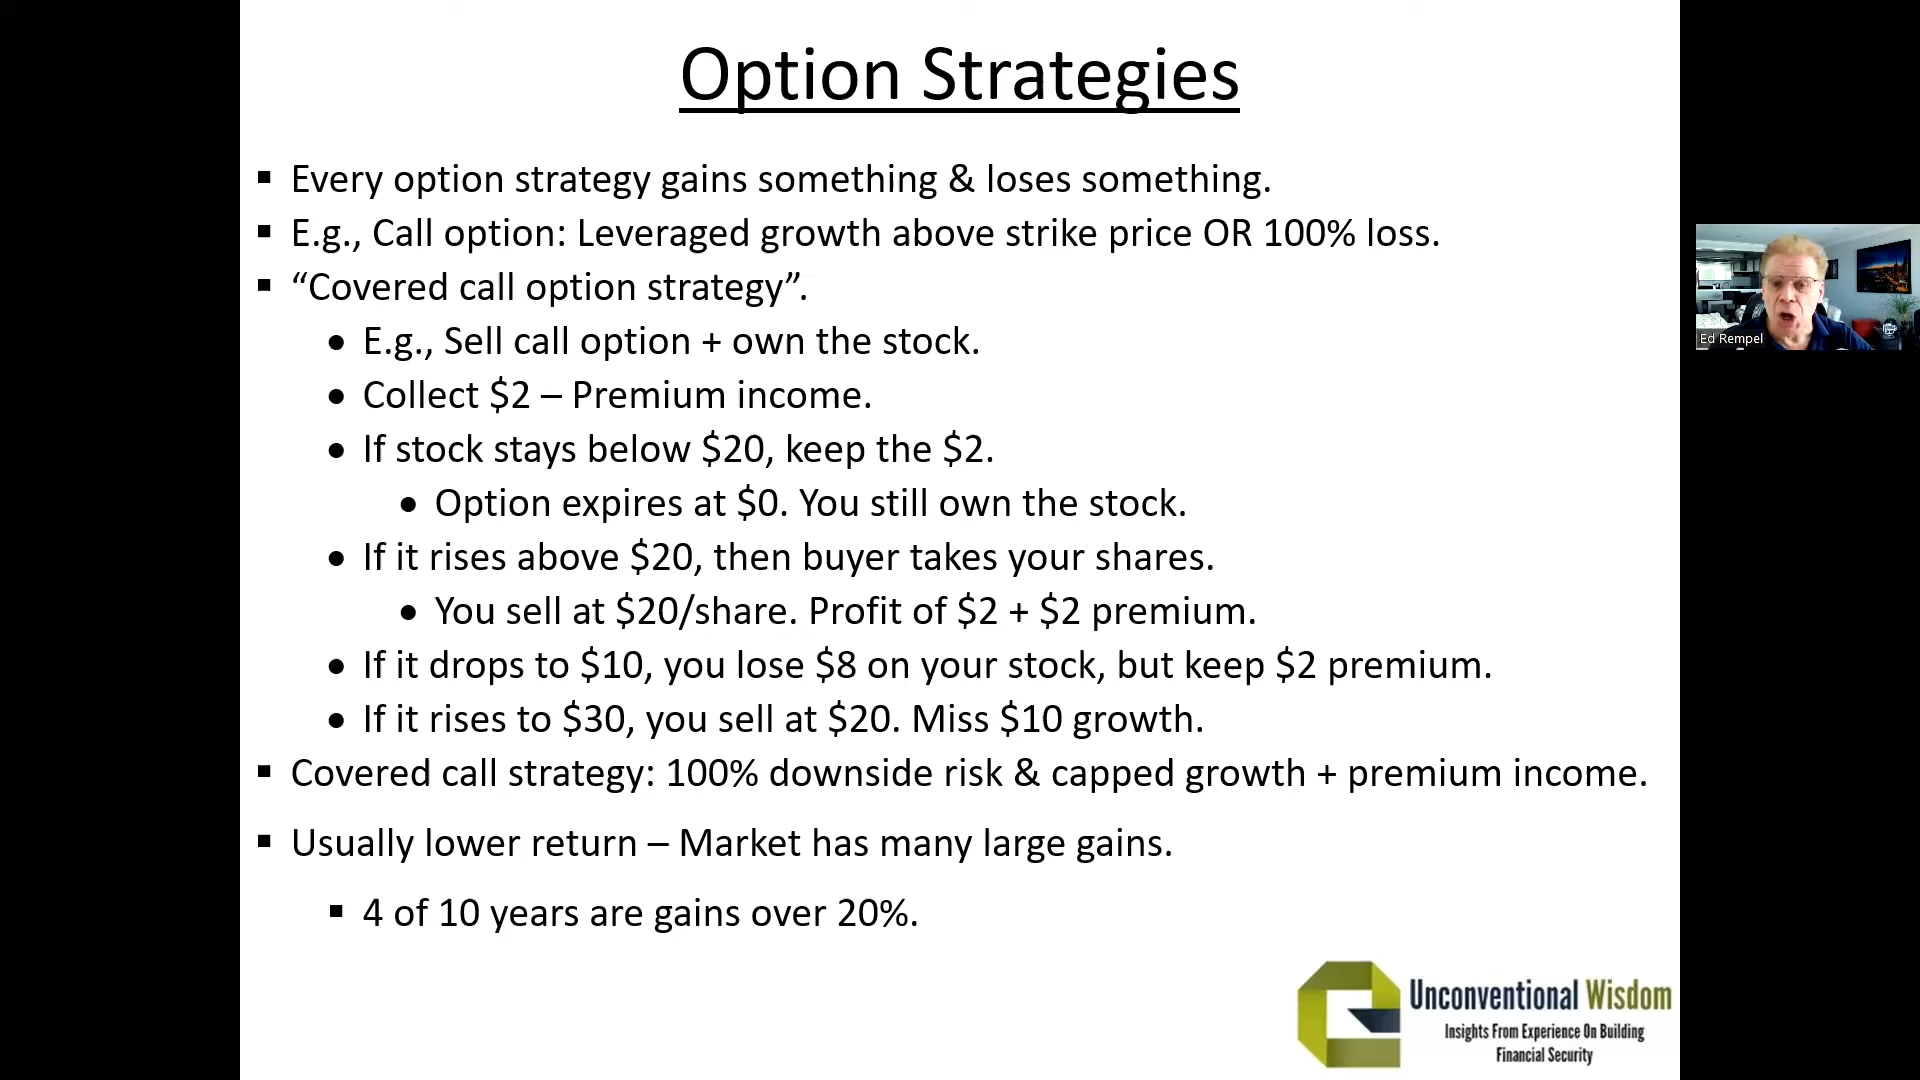 Option Strategies
▪ Every option strategy gains something & loses something.
▪ E.g., Call option: Leveraged growth above strike price OR 100% loss.
▪ “Covered call option strategy”.
• E.g., Sell call option + own the stock.
• Collect $2 – Premium income.
• If stock stays below $20, keep the $2.
• Option expires at $0. You still own the stock.
• If it rises above $20, then buyer takes your shares.
• You sell at $20/share. Profit of $2 + $2 premium.
• If it drops to $10, you lose $8 on your stock, but keep $2 premium.
• If it rises to $30, you sell at $20. Miss $10 growth.
▪ Covered call strategy: 100% downside risk & capped growth + premium income.
▪ Usually lower return – Market has many large gains.
▪ 4 of 10 years are gains over 20%.
Ed Rempel
Unconventional Wisdom
Insights From Experience On Building
Financial Security